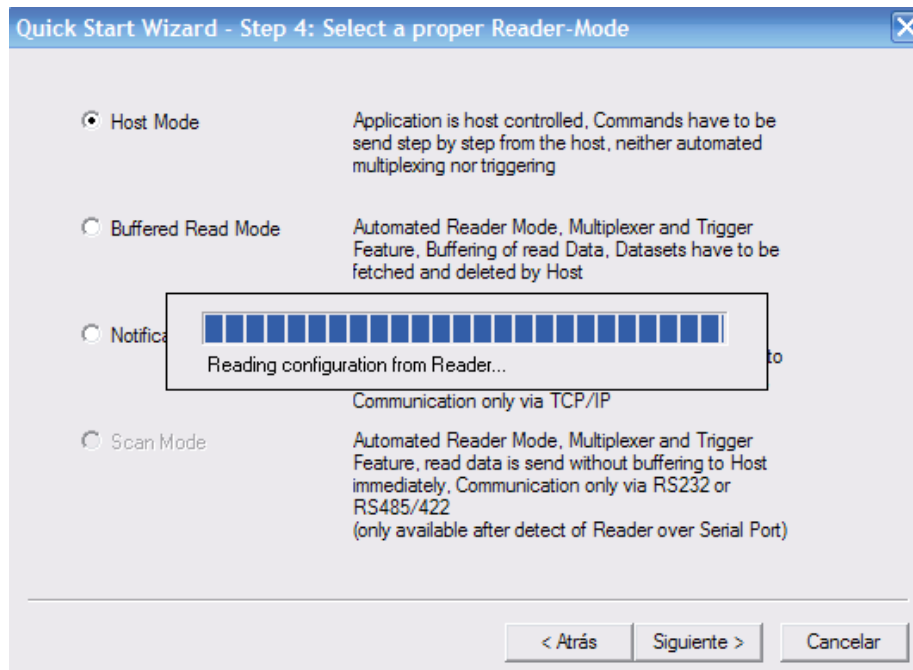 Quick Start Wizard - Step 4: Select a proper Reader-Mode
Host Mode
Application is host controlled, Commands have to be
send step by step from the host, neither automated
multiplexing nor triggering
Buffered Read Mode
Automated Reader Mode, Multiplexer and Trigger
Feature, Buffering of read Data, Datasets have to be
fetched and deleted by Host
Reading configuration from Reader...
to
Communication only via TCP/IP
Scan Mode
Automated Reader Mode, Multiplexer and Trigger
Feature, read data is send without buffering to Host
immediately, Communication only via RS232 or
RS485/422
(only available after detect of Reader over Serial Port)
< Atrás
Siguiente >
Cancelar